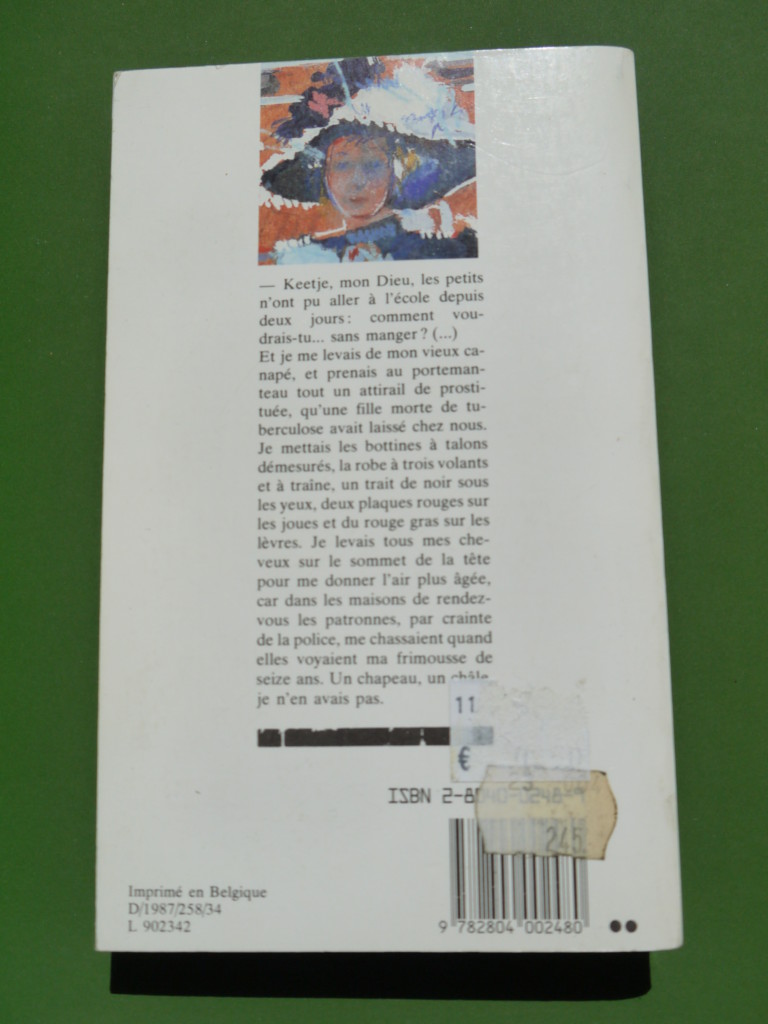 — Keetje, mon Dieu, les petits
n'ont pu aller à l'école depuis
deux jours: comment vou-
drais-tu... sans manger? (...)
Et je me levais de mon vieux ca-
napé, et prenais au porteman-
teau tout un attirail de prosti-
tuée, qu'une fille morte de tu-
berculose avait laissé chez nous.
Je mettais les bottines à talons
démesurés, la robe à trois volants
et à traîne, un trait de noir sous
les yeux, deux plaques rouges sur
les joues et du rouge gras sur les
lèvres. Je levais tous mes che-
veux sur le sommet de la tête
pour me donner l'air plus âgée,
car dans les maisons de rendez-
vous les patronnes, par crainte
de la police, me chassaient quand
elles voyaient ma frimousse de
seize ans. Un chapeau, un châle,
je n'en avais pas.
11
€
ISBN
245
Imprimé en Belgique
D/1987/258/34
L 902342
9 782804 002480